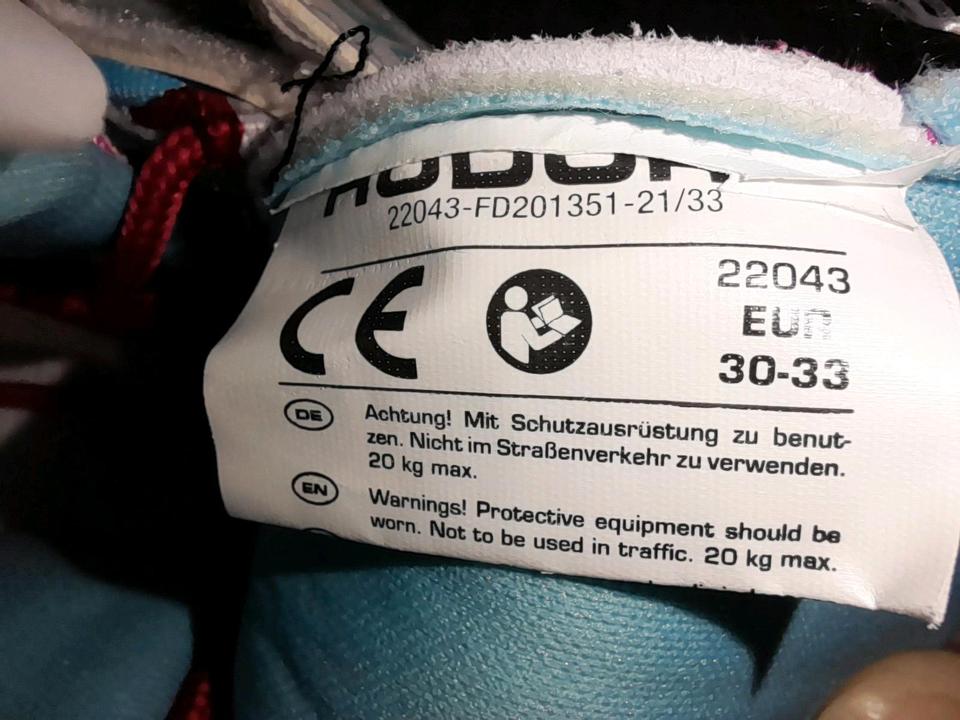 HUDORA
22043-FD201351-21/33
CE
22043
EUR
30-33
DE
Achtung! Mit Schutzausrüstung zu benut-
zen. Nicht im Straßenverkehr zu verwenden.
20 kg max.
EN
Warnings! Protective equipment should be
worn. Not to be used in traffic. 20 kg max.